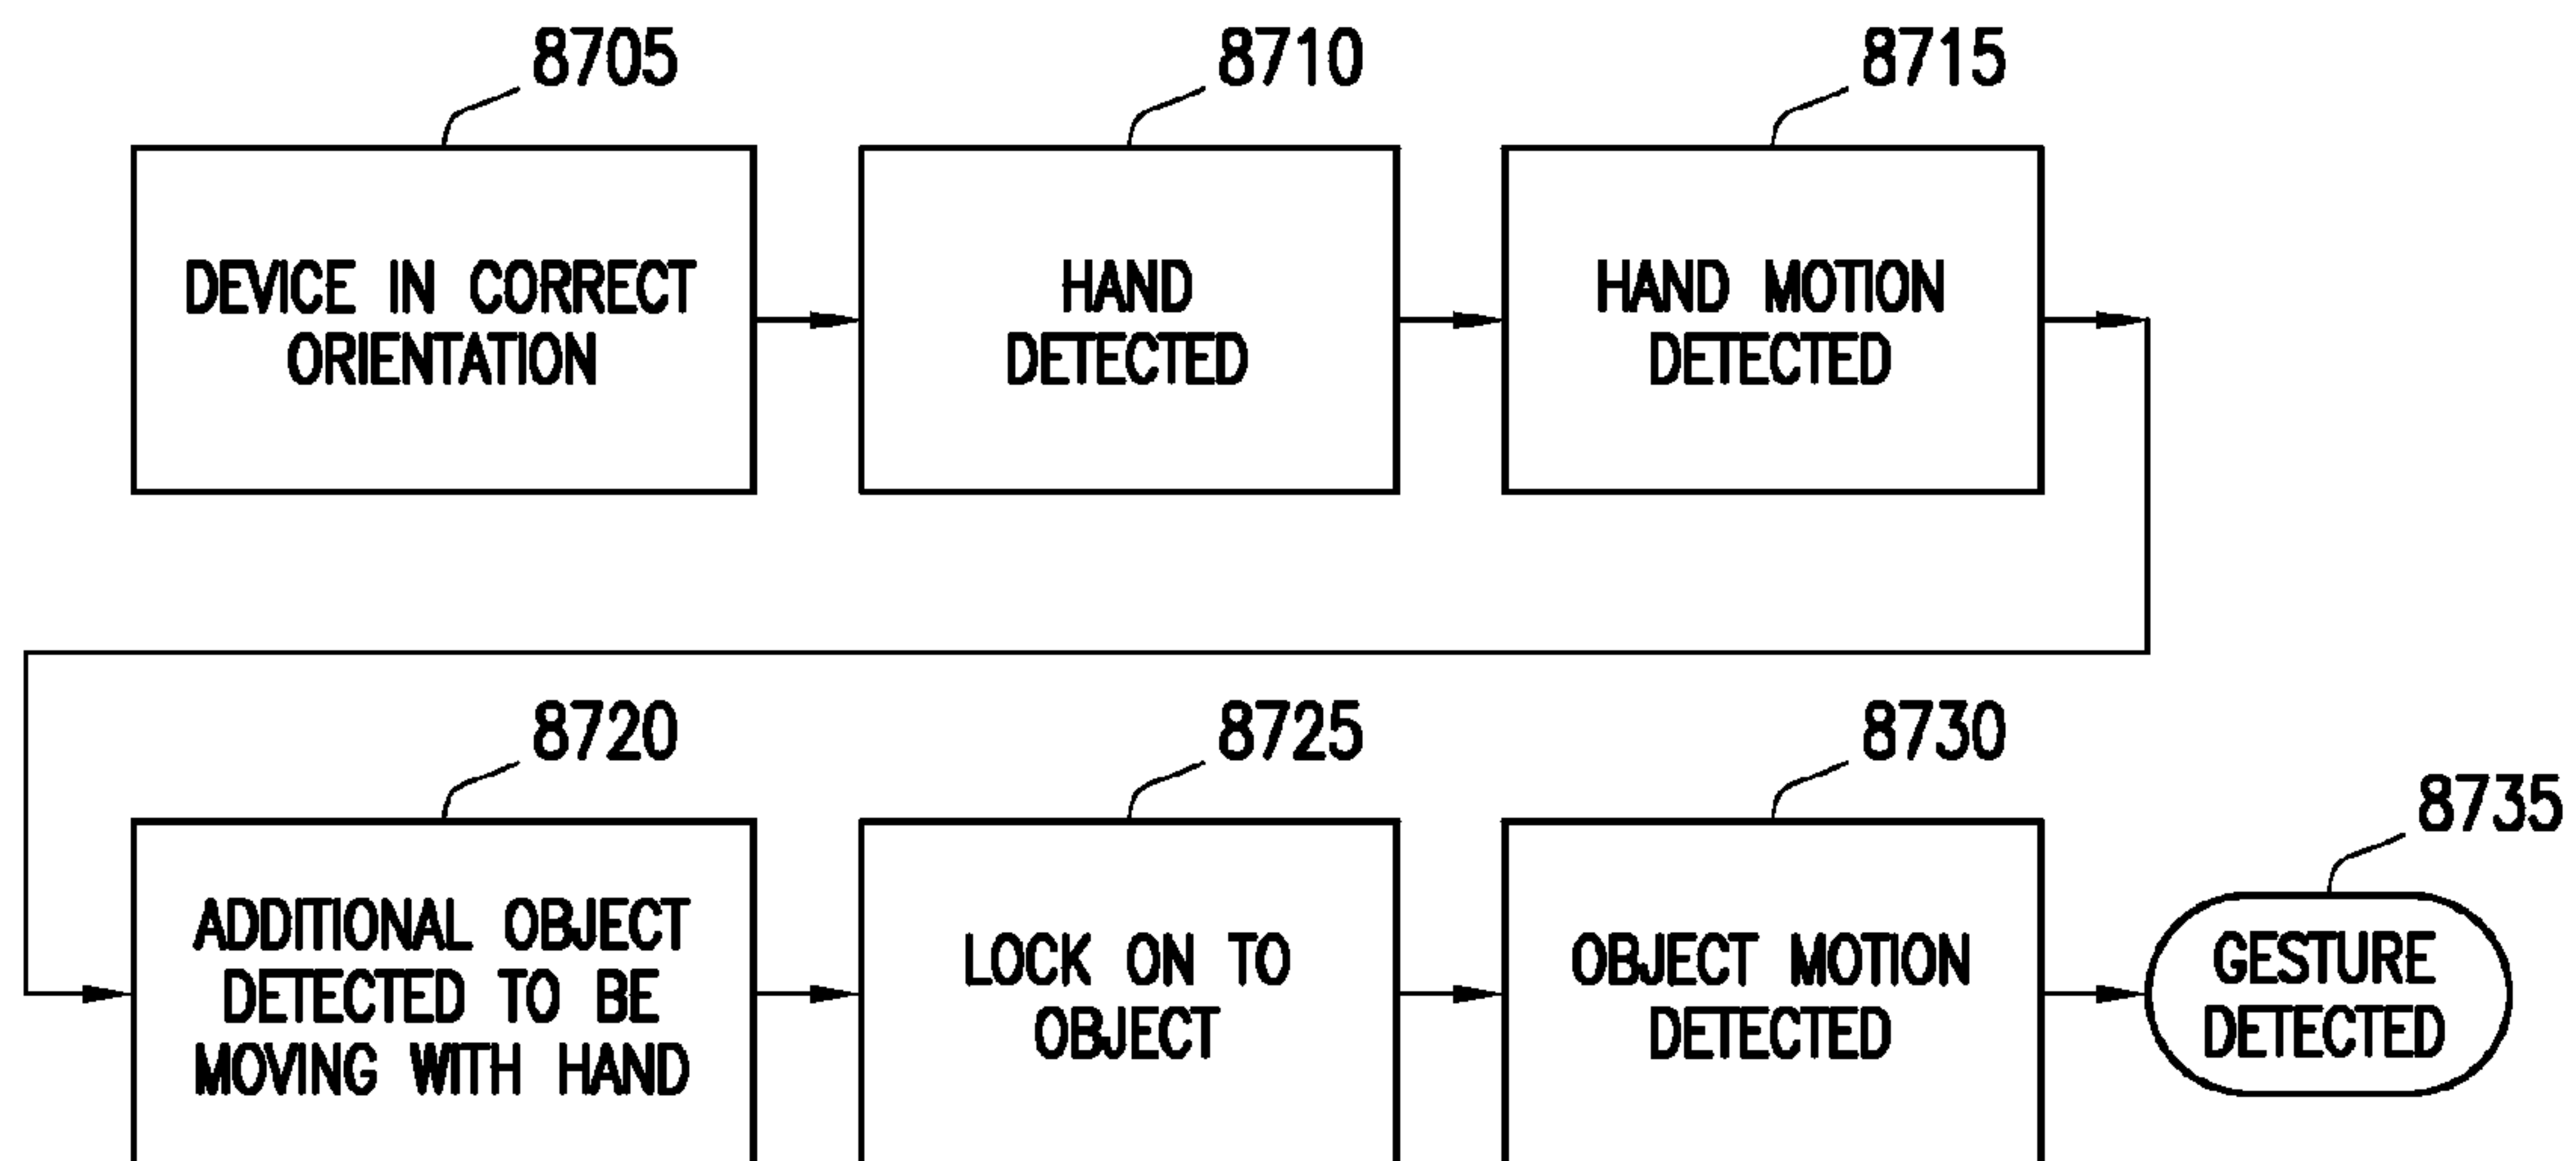 8705
8710
8715
DEVICE IN CORRECT
ORIENTATION
HAND
DETECTED
HAND MOTION
DETECTED
8720
8725
8730
8735
ADDITIONAL OBJECT
DETECTED TO BE
MOVING WITH HAND
LOCK ON TO
OBJECT
OBJECT MOTION
DETECTED
GESTURE
DETECTED